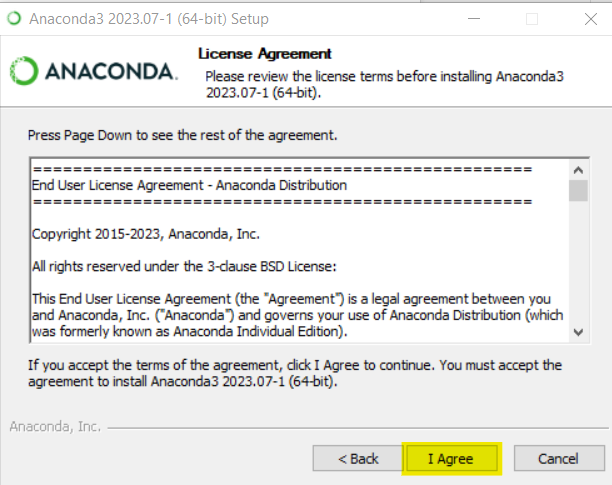 Anaconda3 2023.07-1 (64-bit) Setup
ANACONDA.
License Agreement
Please review the license terms before installing Anaconda3
2023.07-1 (64-bit).
Press Page Down to see the rest of the agreement.
==================================================
End User License Agreement - Anaconda Distribution
==================================================
Copyright 2015-2023, Anaconda, Inc.
All rights reserved under the 3-clause BSD License:
This End User License Agreement (the "Agreement") is a legal agreement between you
and Anaconda, Inc. ("Anaconda") and governs your use of Anaconda Distribution (which
was formerly known as Anaconda Individual Edition).
If you accept the terms of the agreement, click I Agree to continue. You must accept the
agreement to install Anaconda3 2023.07-1 (64-bit).
Anaconda, Inc.
< Back
I Agree
Cancel